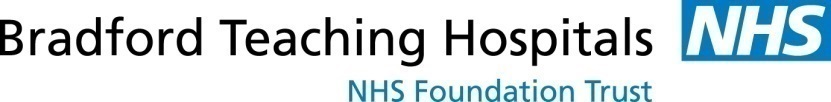 Bradford Teaching Hospitals NHS
NHS Foundation Trust